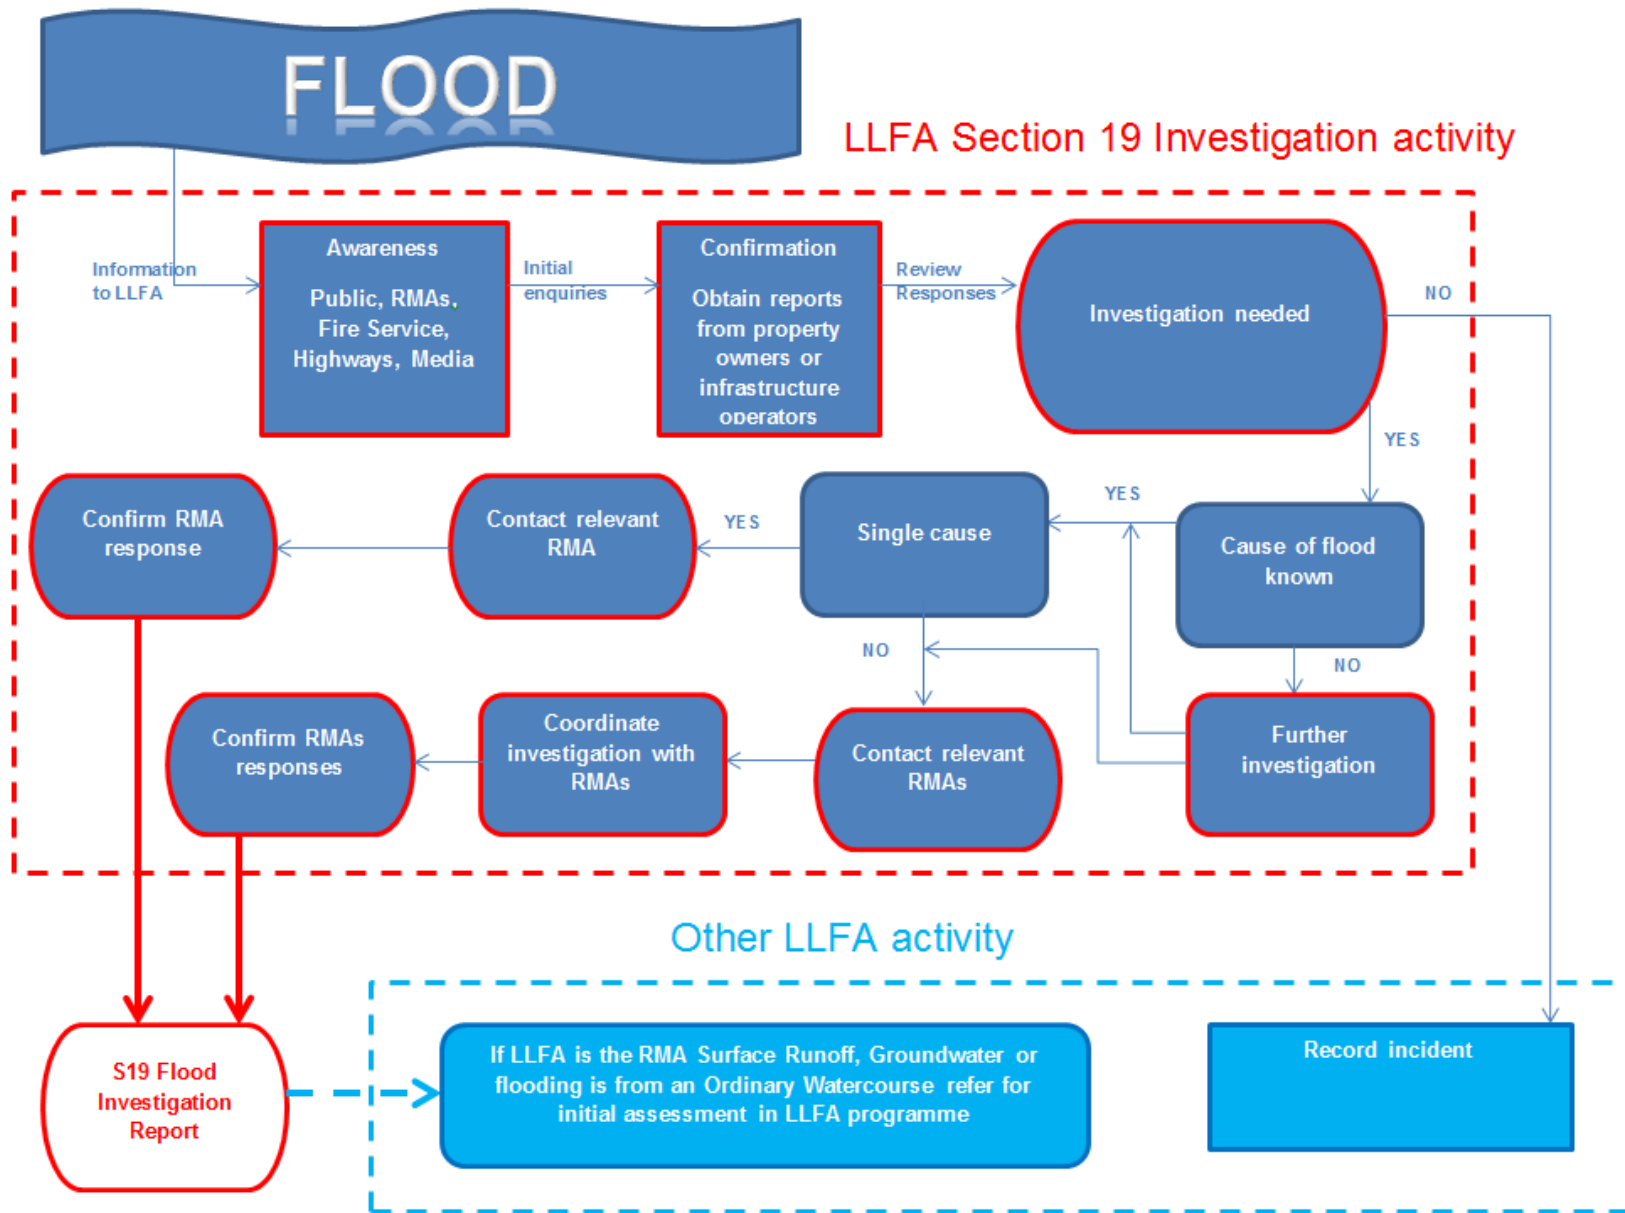 FLOOD
LLFA Section 19 Investigation activity
Information
to LLFA
Awareness
Public, RMAs,
Fire Service,
Highways, Media
Initial
enquiries
Confirmation
Obtain reports
from property
owners or
infrastructure
operators
Review
Responses
Investigation needed
NO
YES
Confirm RMA
response
Contact relevant
RMA
YES
Single cause
YES
Cause of flood
known
NO
NO
Confirm RMAs
responses
Coordinate
investigation with
RMAs
Contact relevant
RMAs
Further
investigation
Other LLFA activity
S19 Flood
Investigation
Report
If LLFA is the RMA Surface Runoff, Groundwater or
flooding is from an Ordinary Watercourse refer for
initial assessment in LLFA programme
Record incident